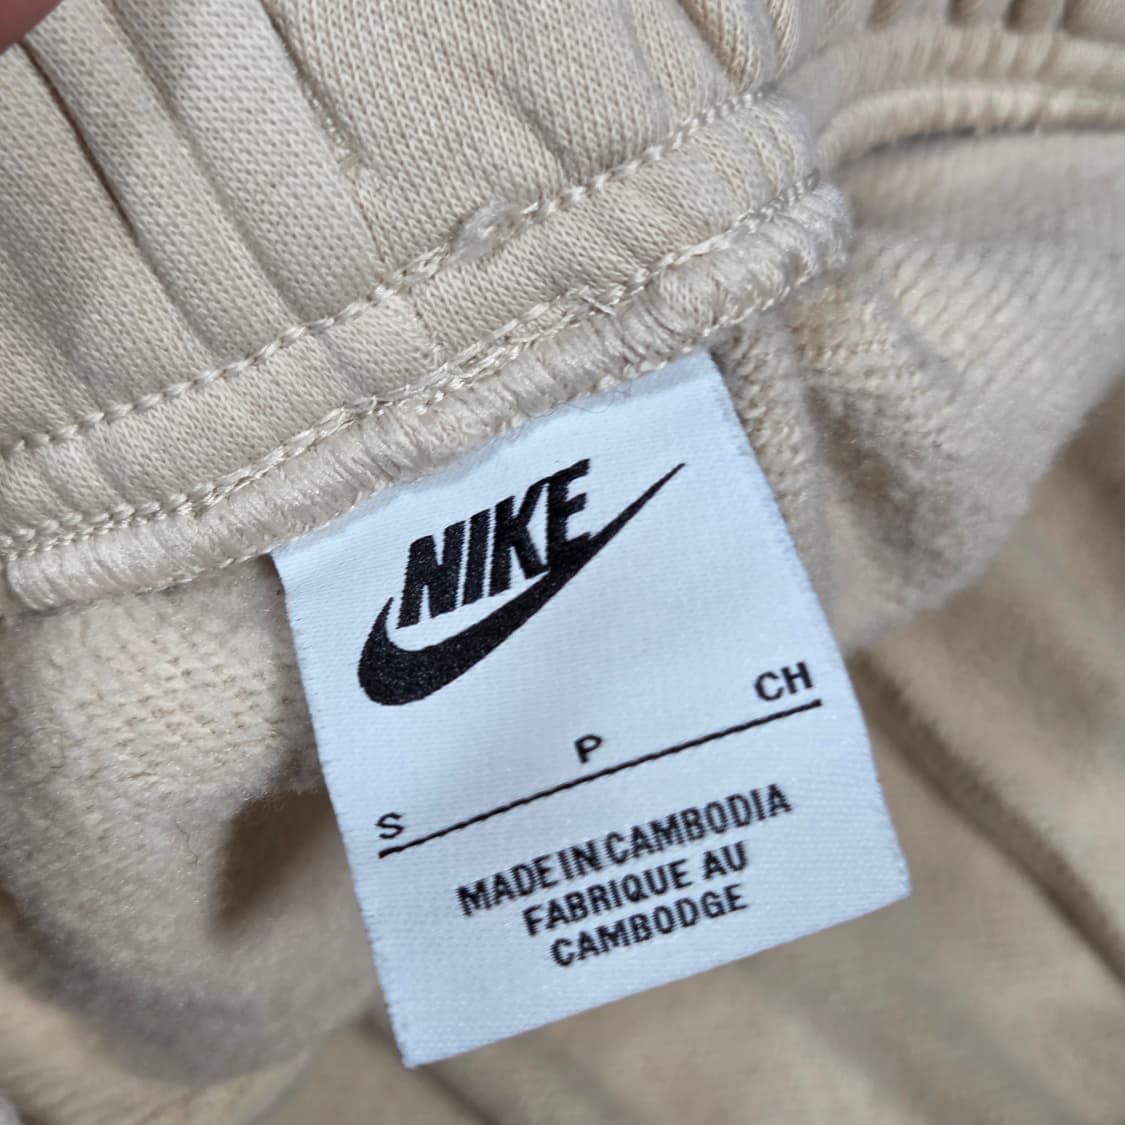 NIKE
S P CH
MADE IN CAMBODIA
FABRIQUE AU
CAMBODGE